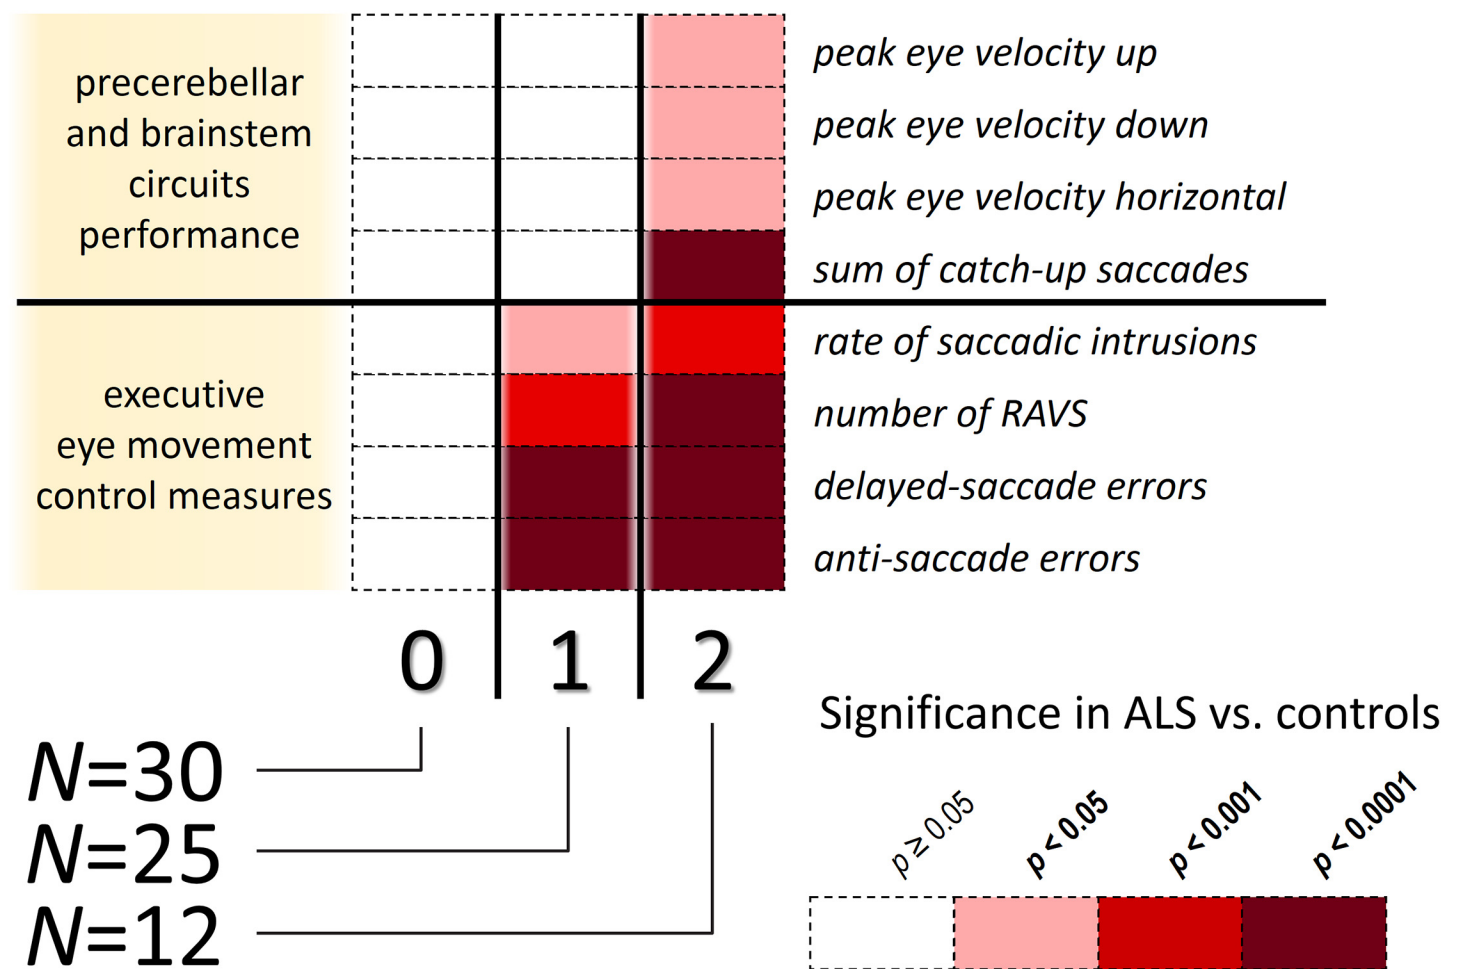 precerebellar
and brainstem
circuits
performance
peak eye velocity up
peak eye velocity down
peak eye velocity horizontal
sum of catch-up saccades
executive
eye movement
control measures
rate of saccadic intrusions
number of RAVS
delayed-saccade errors
anti-saccade errors
0 1 2
N=30
N=25
N=12
Significance in ALS vs. controls
p ≥ 0.05
p < 0.05
p < 0.001
p < 0.0001